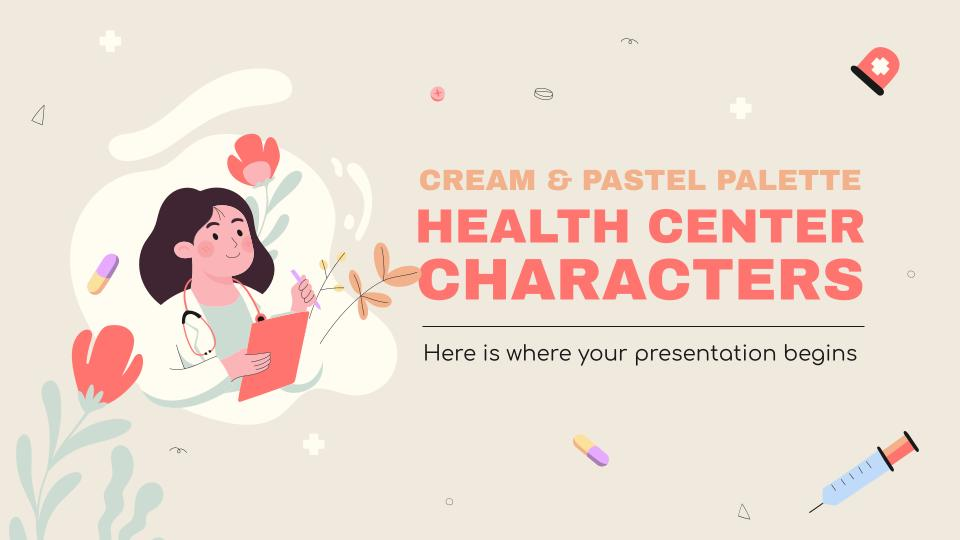 CREAM & PASTEL PALETTE
HEALTH CENTER
CHARACTERS
Here is where your presentation begins